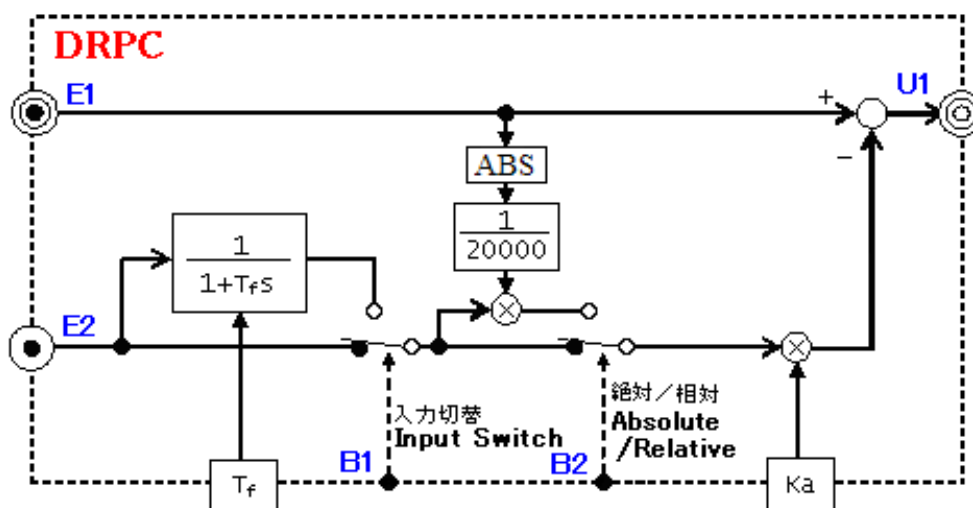 DRPC
E1
U1
+
−
ABS
1
20000
1
1+Tfs
×
E2
×
入力切替
Input Switch
絶対／相対
Absolute
/Relative
B1
B2
Tf
Ka